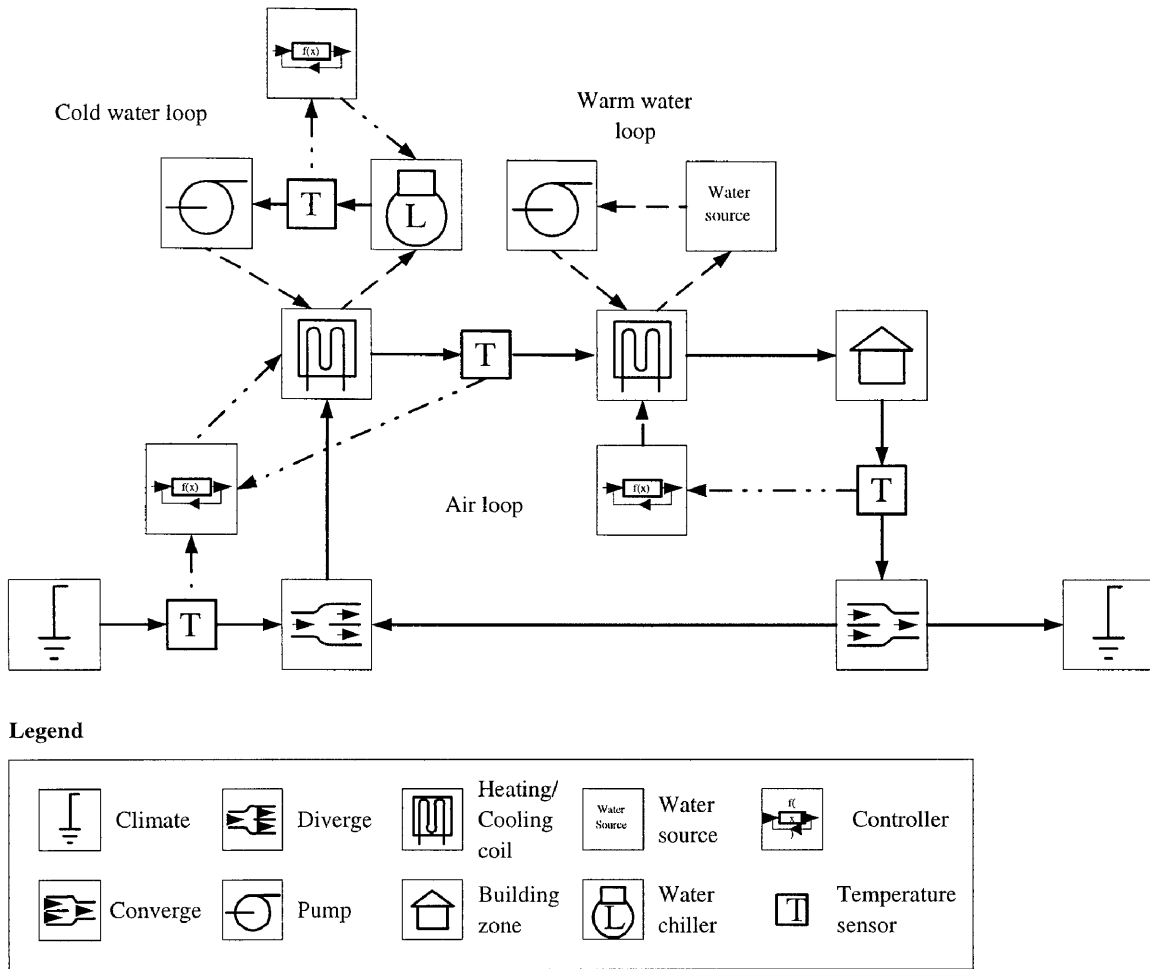 f(x)
Cold water loop
Warm water
loop
T
L
Water
source
T
f(x)
Air loop
f(x)
T
T
Legend
Climate
Diverge
Heating/
Cooling
coil
Water
Source
Water
source
f(
x
)
Controller
Converge
Pump
Building
zone
L
Water
chiller
T
Temperature
sensor